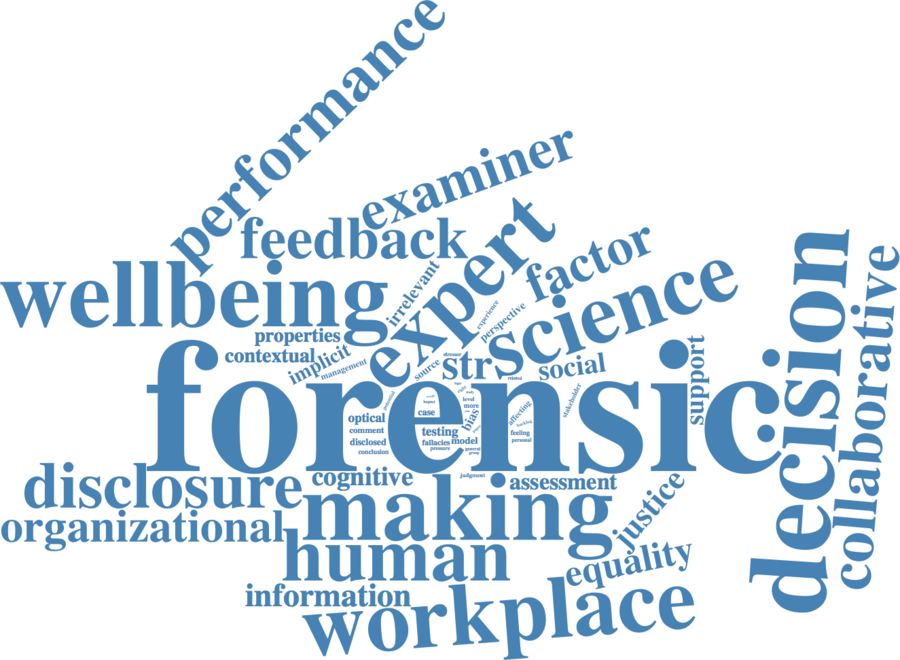 performance
examiner
feedback
expert
factor
wellbeing
irrelevant
experience
perspective
science
decision
collaborative
properties
contextual
implicit
management
source
stressor
str
social
support
forensic
related
stakeholder
level
more
impact
case
bias
affecting
optical
comment
disclosed
conclusion
testing
fallacies
pressure
model
general
group
feeling
personal
cognitive
judgment
assessment
disclosure
making
justice
organizational
human
equality
information
workplace